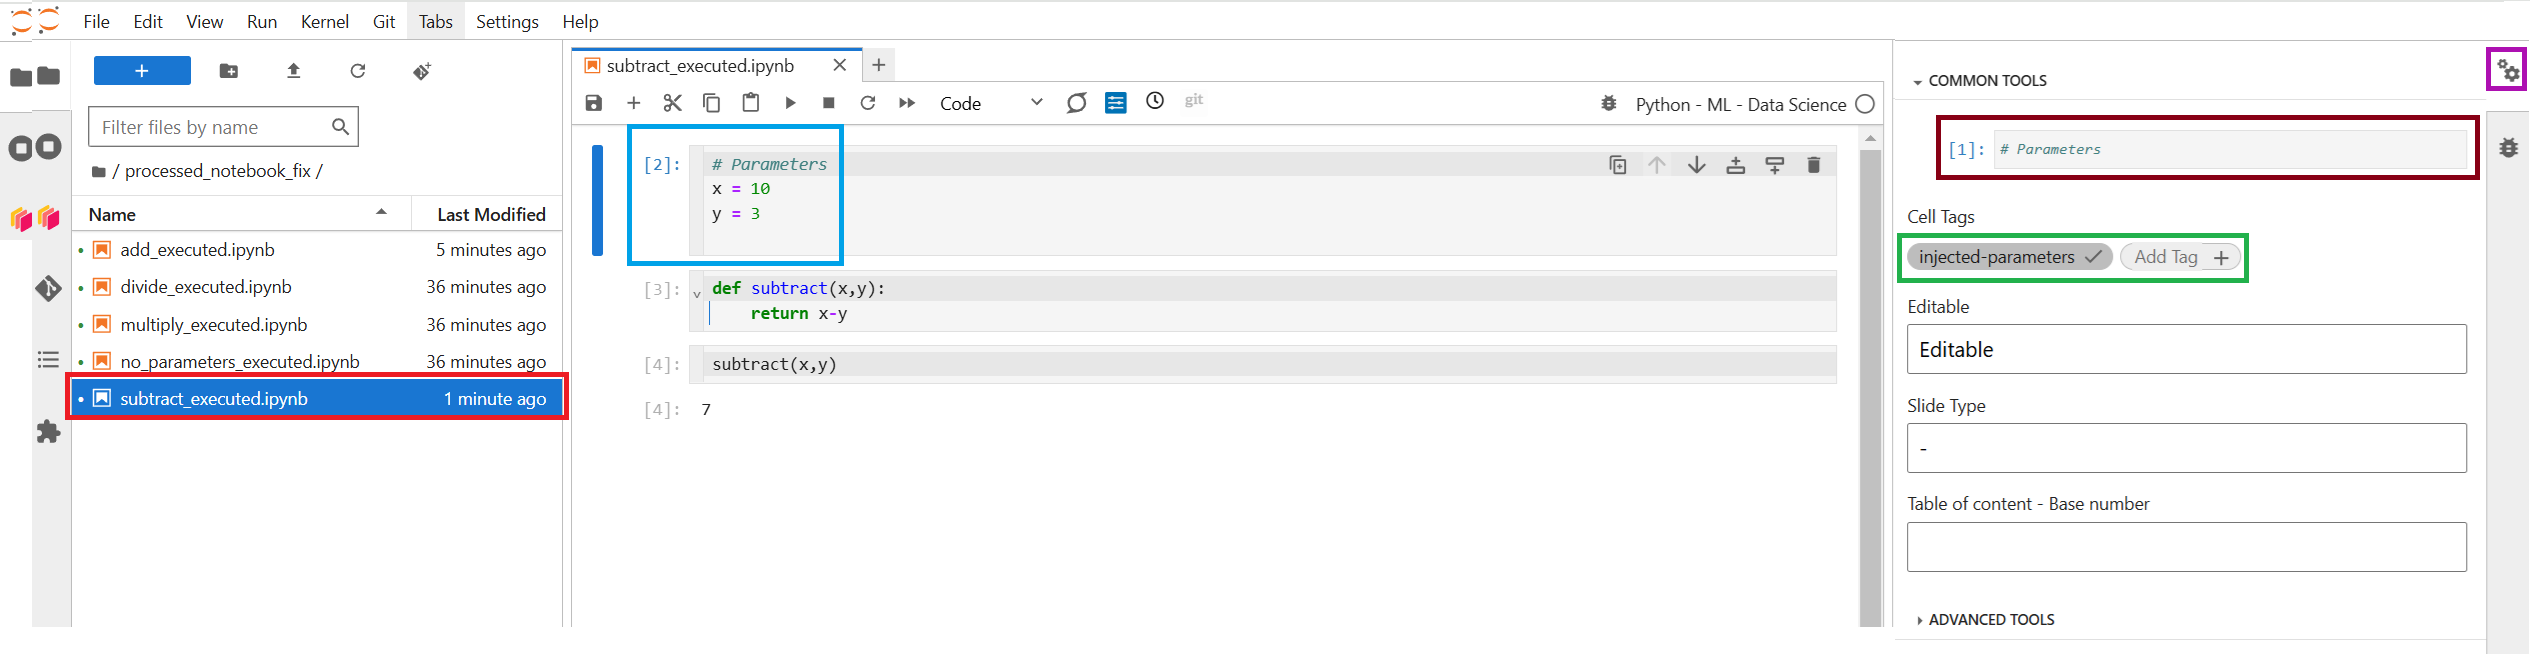 File Edit View Run Kernel Git Tabs Settings Help
+
Filter files by name
/ processed_notebook_fix /
Name Last Modified
add_executed.ipynb 5 minutes ago
divide_executed.ipynb 36 minutes ago
multiply_executed.ipynb 36 minutes ago
no_parameters_executed.ipynb 36 minutes ago
subtract_executed.ipynb 1 minute ago
subtract_executed.ipynb
Code git Python - ML - Data Science
[2]: # Parameters
x = 10
y = 3
[3]: def subtract(x,y):
return x-y
[4]: subtract(x,y)
[4]: 7
COMMON TOOLS
[1]: # Parameters
Cell Tags
injected-parameters Add Tag +
Editable
Editable
Slide Type
-
Table of content - Base number
ADVANCED TOOLS